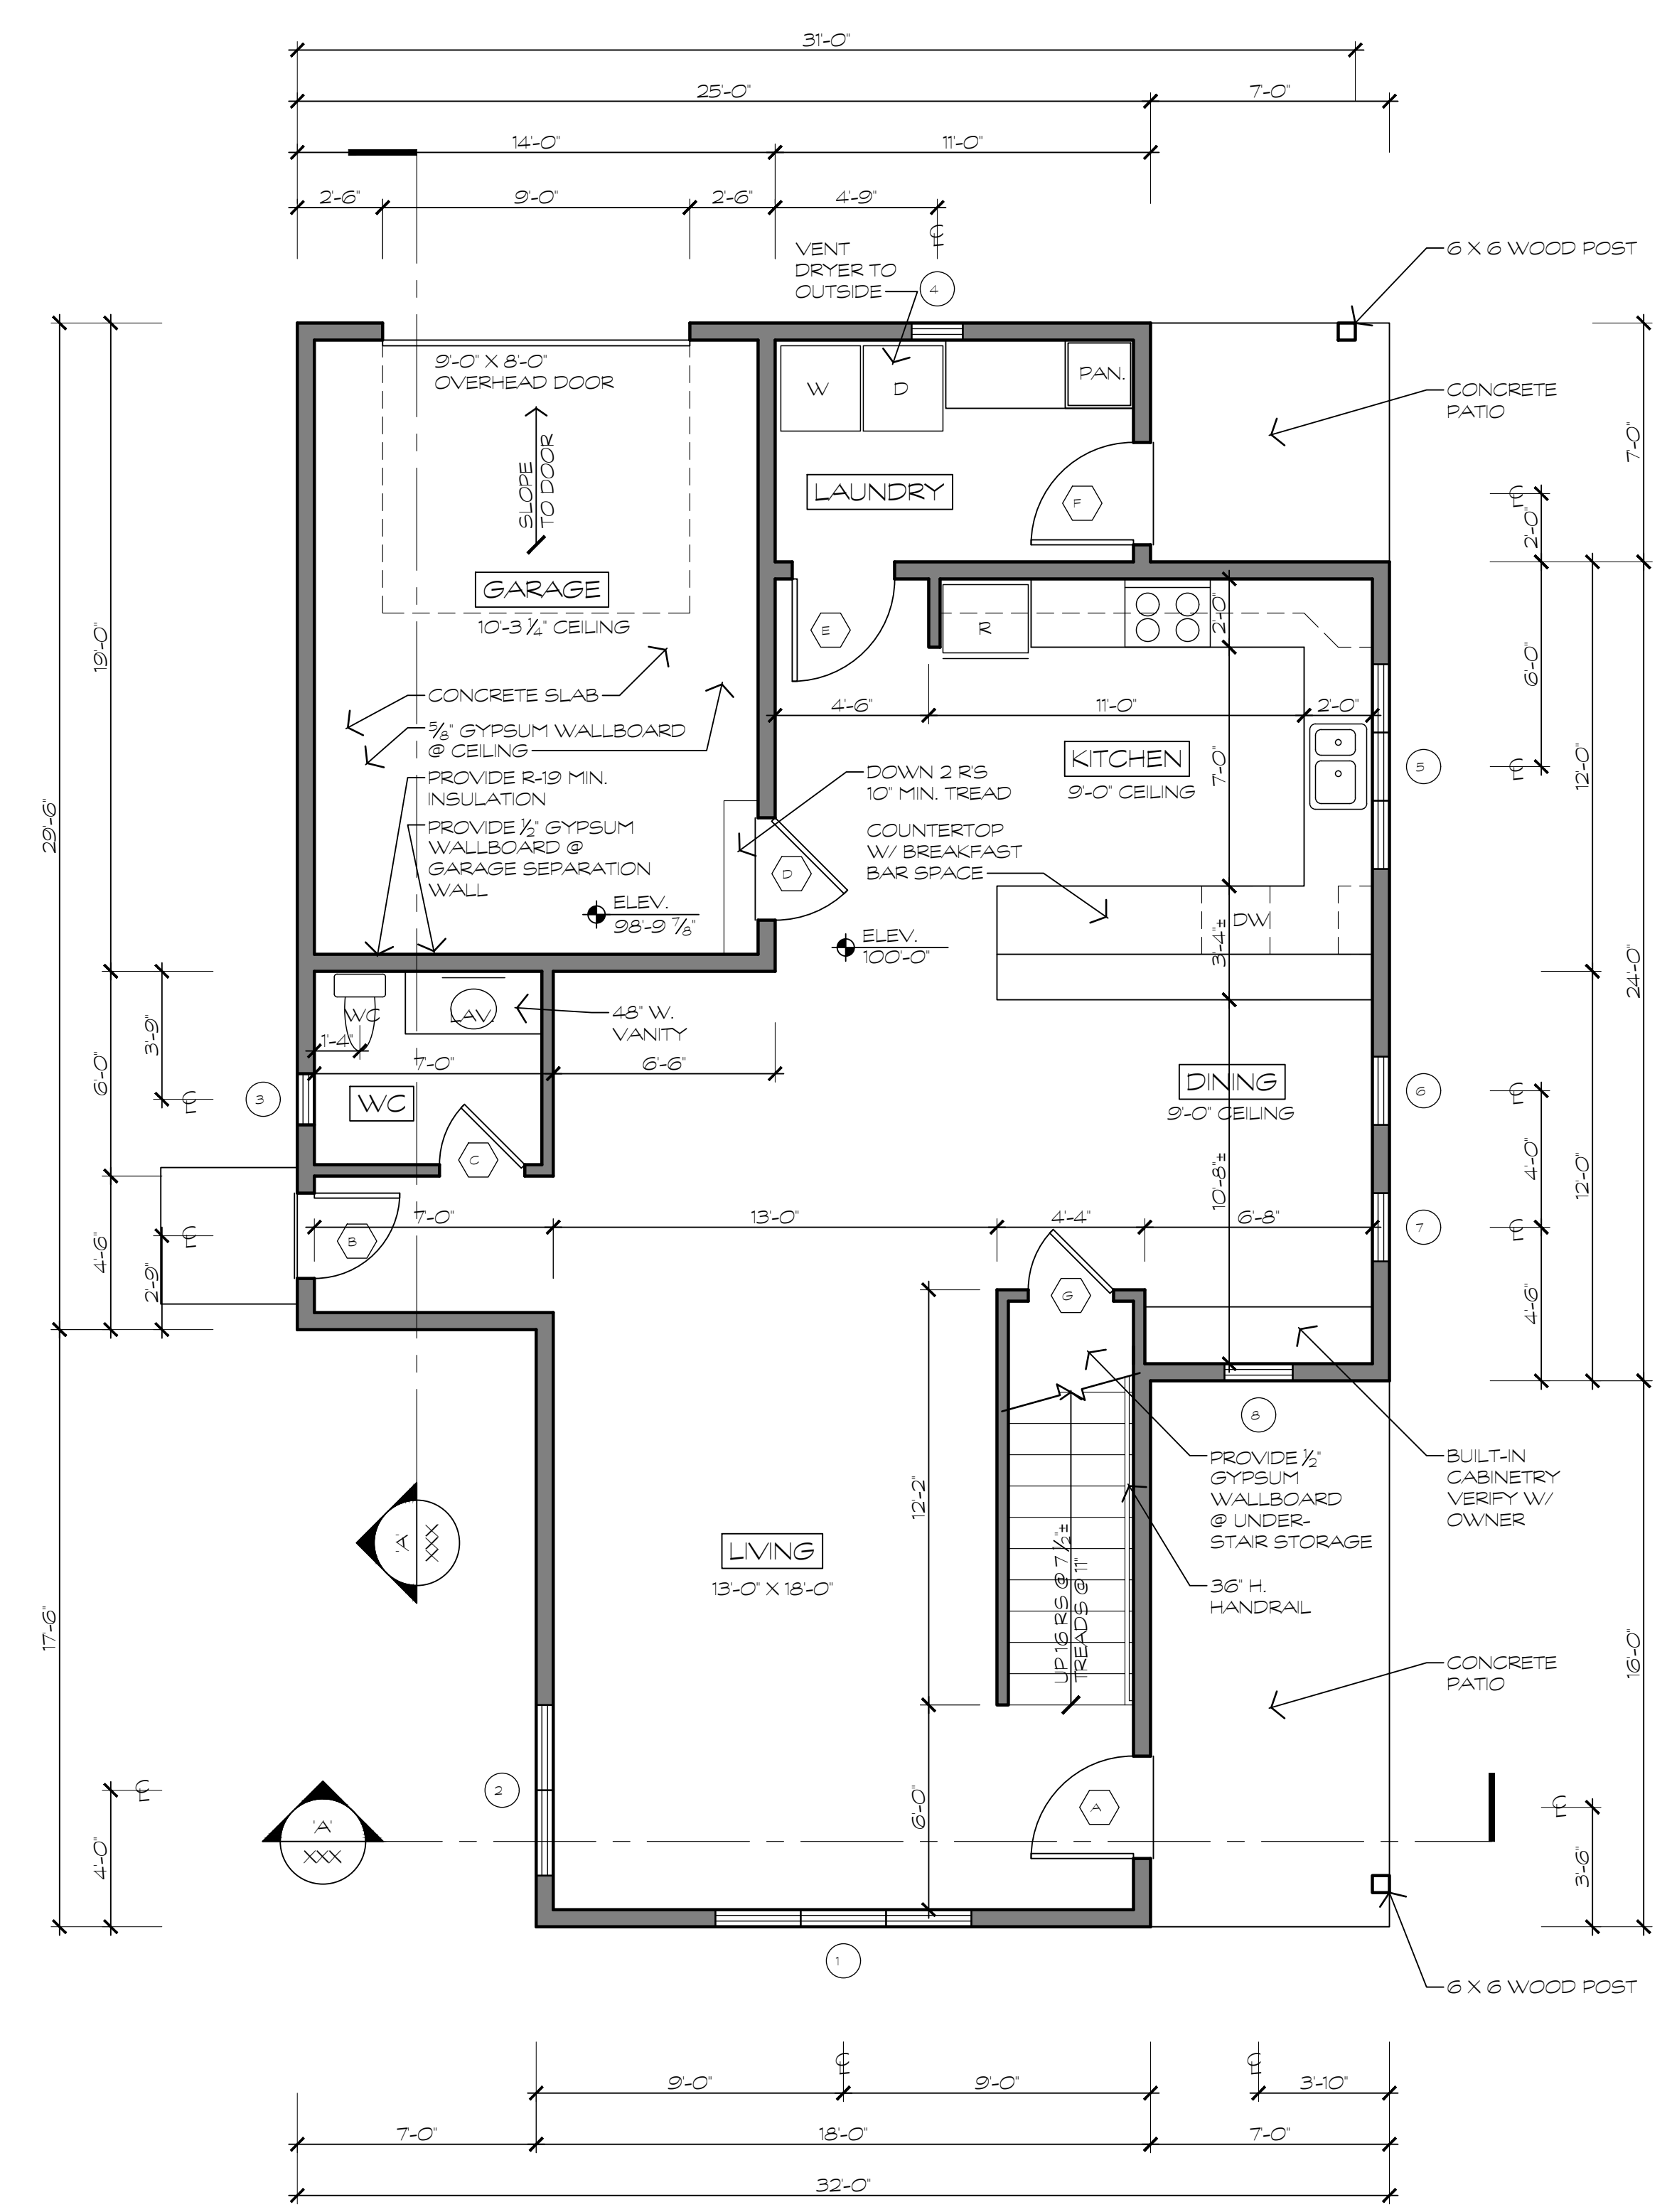 31'-0"
25'-0"
7'-0"
14'-0"
11'-0"
2'-6"
9'-0"
2'-6"
4'-9"
℄
VENT
DRYER TO
OUTSIDE
4
6 X 6 WOOD POST
9'-0" X 8'-0"
OVERHEAD DOOR
W
D
PAN.
CONCRETE
PATIO
SLOPE
TO DOOR
LAUNDRY
F
7'-0"
℄
2'-0"
GARAGE
10'-3 1/4" CEILING
E
R
2'-0"
19'-0"
29'-6"
6'-0"
12'-0"
24'-0"
CONCRETE SLAB
5/8" GYPSUM WALLBOARD
@ CEILING
PROVIDE R-19 MIN.
INSULATION
PROVIDE 1/2" GYPSUM
WALLBOARD @
GARAGE SEPARATION
WALL
ELEV.
98'-9 7/8"
4'-6"
11'-0"
2'-0"
KITCHEN
9'-0" CEILING
7'-0"
5
℄
DOWN 2 R'S
10" MIN. TREAD
COUNTERTOP
W/ BREAKFAST
BAR SPACE
D
DW
3'-4"±
ELEV.
100'-0"
WC
LAV.
48" W.
VANITY
1'-4"
7'-0"
6'-6"
3'-9"
6'-0"
℄
3
WC
C
DINING
9'-0" CEILING
6
℄
4'-0"
12'-0"
10'-8"±
7'-0"
13'-0"
4'-4"
6'-8"
7
℄
℄
B
4'-6"
2'-9"
G
4'-6"
8
12'-2"
PROVIDE 1/2"
GYPSUM
WALLBOARD
@ UNDER-
STAIR STORAGE
BUILT-IN
CABINETRY
VERIFY W/
OWNER
36" H.
HANDRAIL
'A'
XXX
LIVING
13'-0" X 18'-0"
UP 16 RS @ 7 1/2"±
TREADS @ 11"
17'-6"
16'-0"
CONCRETE
PATIO
℄
2
6'-0"
A
℄
4'-0"
'A'
XXX
3'-6"
1
6 X 6 WOOD POST
℄
℄
9'-0"
9'-0"
3'-10"
7'-0"
18'-0"
7'-0"
32'-0"